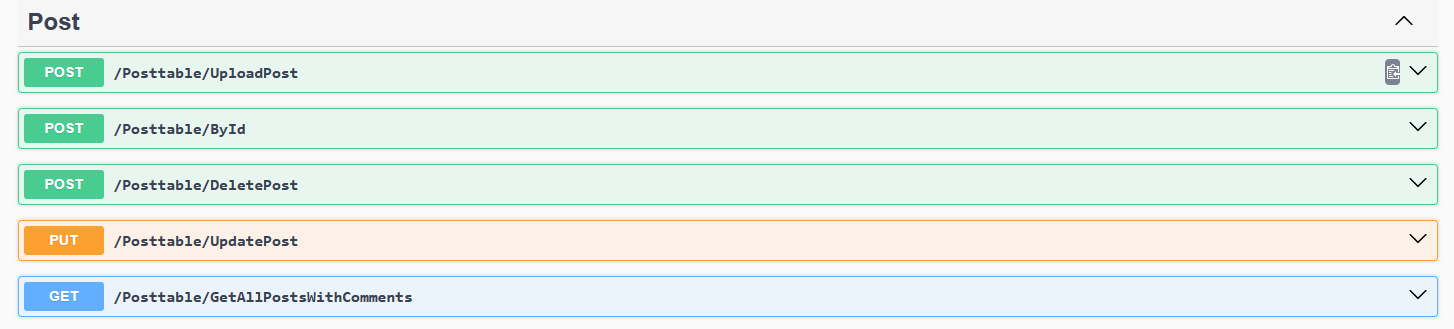 Post
POST /Posttable/UploadPost
POST /Posttable/ById
POST /Posttable/DeletePost
PUT /Posttable/UpdatePost
GET /Posttable/GetAllPostsWithComments